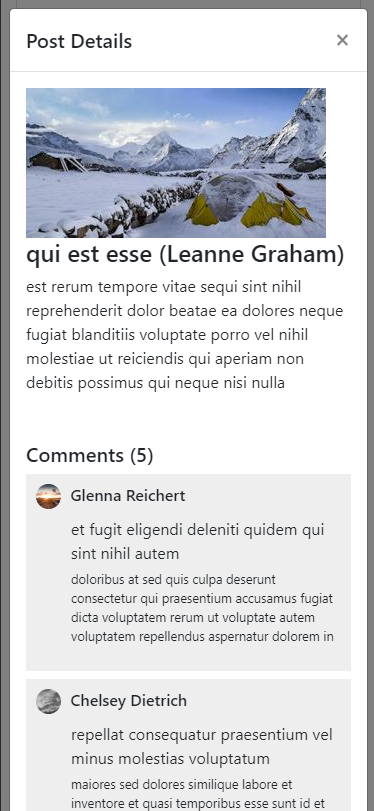 Post Details
×
qui est esse (Leanne Graham)
est rerum tempore vitae sequi sint nihil
reprehenderit dolor beatae ea dolores neque
fugiat blanditiis voluptate porro vel nihil
molestiae ut reiciendis qui aperiam non
debitis possimus qui neque nisi nulla
Comments (5)
Glenna Reichert
et fugit eligendi deleniti quidem qui
sint nihil autem
doloribus at sed quis culpa deserunt
consectetur qui praesentium accusamus fugiat
dicta voluptatem rerum ut voluptate autem
voluptatem repellendus aspernatur dolorem in
Chelsey Dietrich
repellat consequatur praesentium vel
minus molestias voluptatum
maiores sed dolores similique labore et
inventore et quasi temporibus esse sunt id et